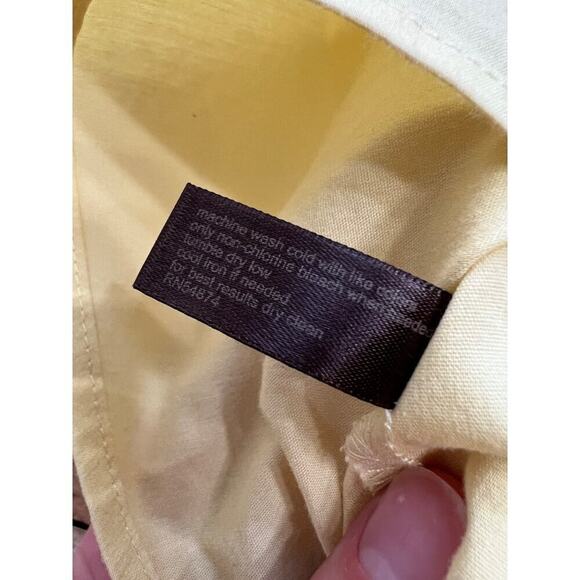 machine wash cold with like colors
only non-chlorine bleach when needed
tumble dry low
cool iron if needed
for best results dry clean
RN54874